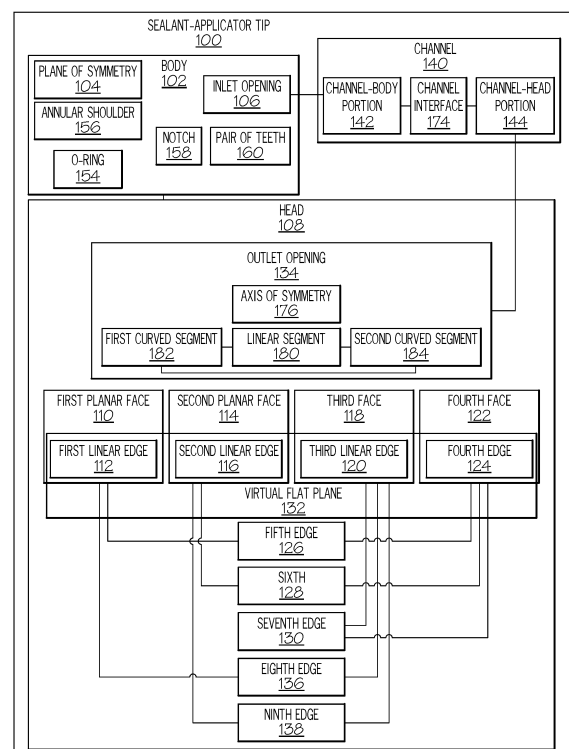 SEALANT-APPLICATOR TIP
100
BODY
102
PLANE OF SYMMETRY
104
ANNULAR SHOULDER
156
INLET OPENING
106
NOTCH
158
PAIR OF TEETH
160
O-RING
154
CHANNEL
140
CHANNEL-BODY
PORTION
142
CHANNEL
INTERFACE
174
CHANNEL-HEAD
PORTION
144
HEAD
108
OUTLET OPENING
134
AXIS OF SYMMETRY
176
FIRST CURVED SEGMENT
182
LINEAR SEGMENT
180
SECOND CURVED SEGMENT
184
FIRST PLANAR FACE
110
SECOND PLANAR FACE
114
THIRD FACE
118
FOURTH FACE
122
FIRST LINEAR EDGE
112
SECOND LINEAR EDGE
116
THIRD LINEAR EDGE
120
FOURTH EDGE
124
VIRTUAL FLAT PLANE
132
FIFTH EDGE
126
SIXTH
128
SEVENTH EDGE
130
EIGHTH EDGE
136
NINTH EDGE
138